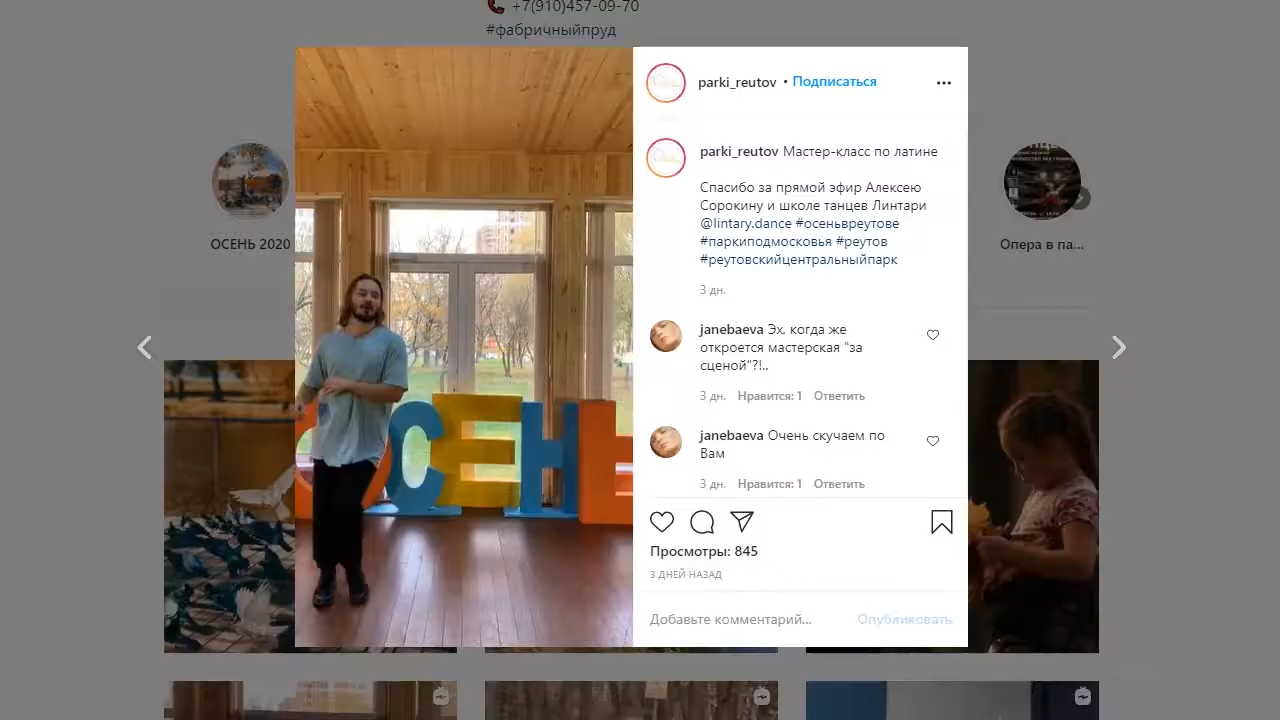 +7(910)457-09-70
#фабричныйпруд
parki_reutov • Подписаться
parki_reutov Мастер-класс по латине
Спасибо за прямой эфир Алексею
Сорокину и школе танцев Линтари
@lintary.dance #осеньвреутове
#паркиподмосковья #реутов
#реутовскийцентральныйпарк
3 дн.
janebaeva Эх, когда же
откроется мастерская "за
сценой"?!..
3 дн. Нравится: 1 Ответить
janebaeva Очень скучаем по
Вам
3 дн. Нравится: 1 Ответить
Просмотры: 845
3 ДНЕЙ НАЗАД
Добавьте комментарий... Опубликовать
ОСЕНЬ 2020
Опера в па...
ОСЕНЬ